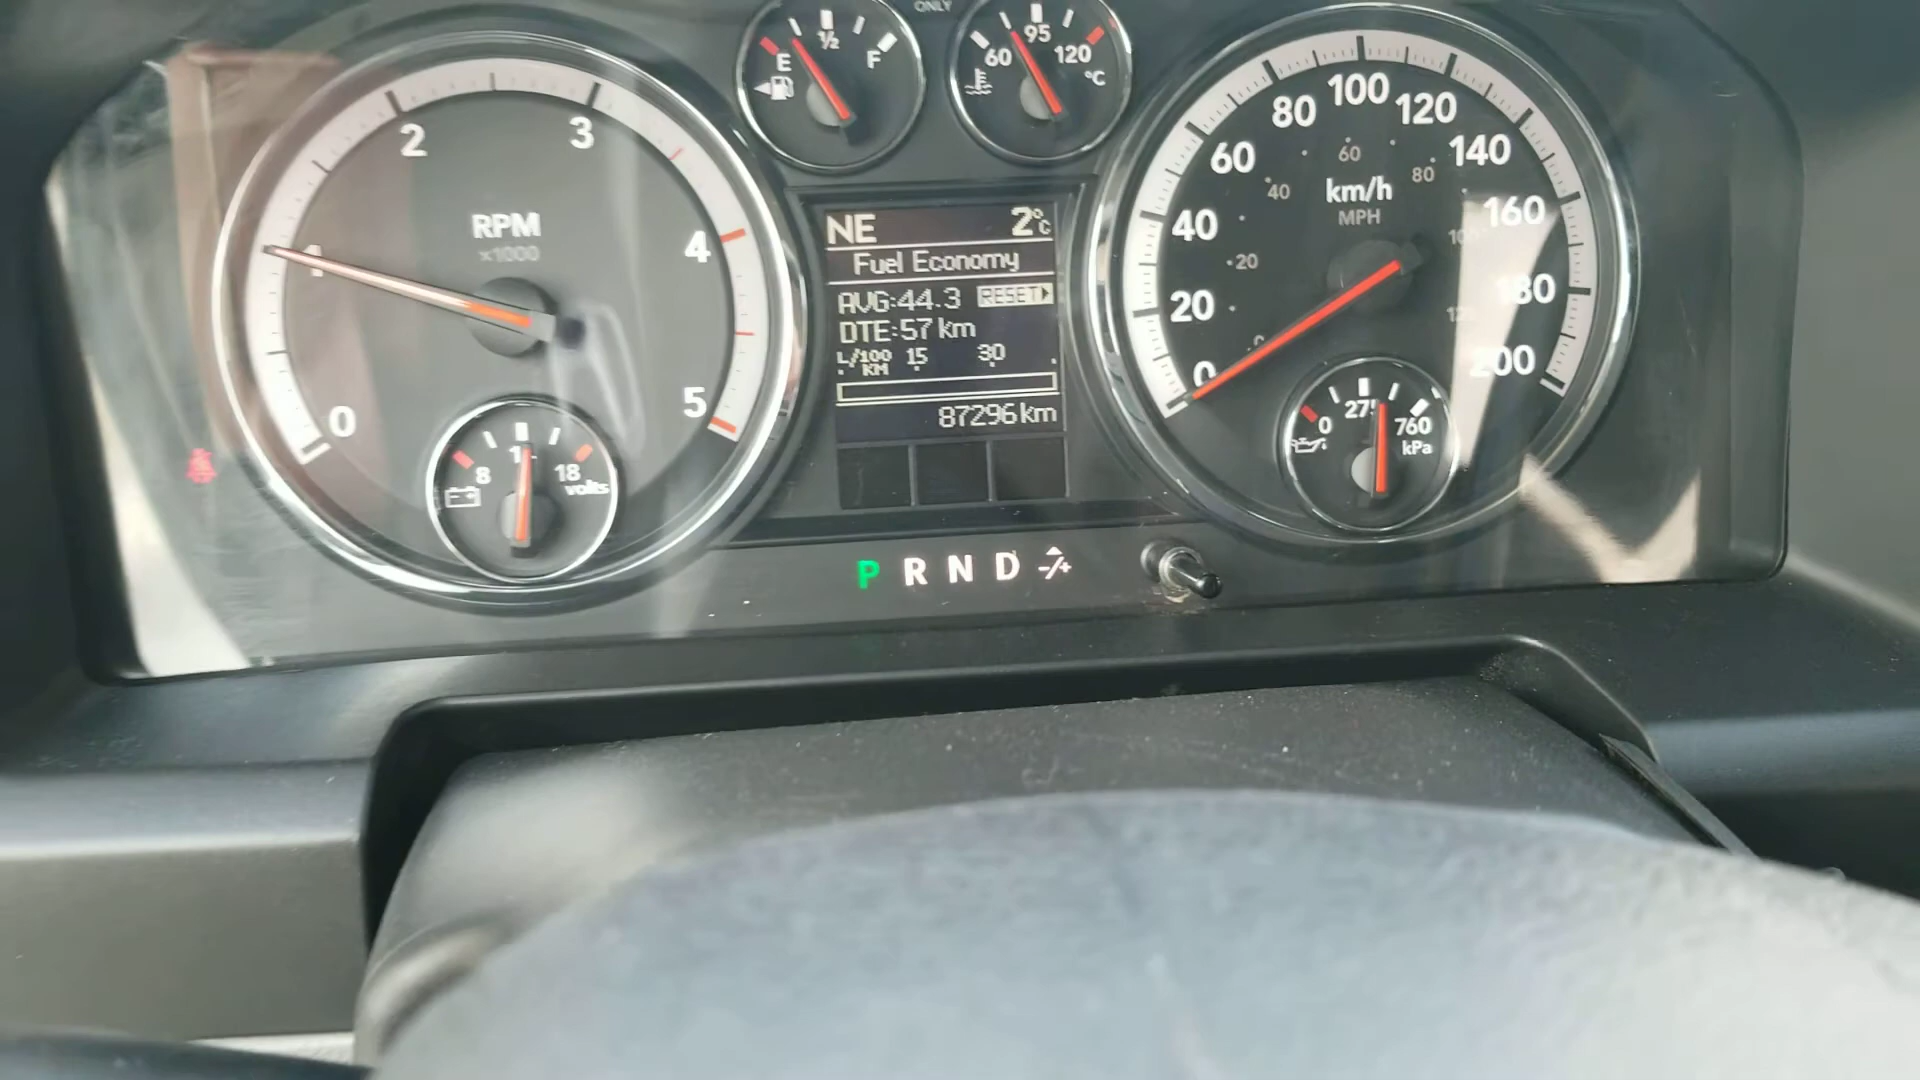 ONLY
E ½ F
60 95 120
°C
0 1 2 3 4 5
RPM
x1000
8 18
volts
NE 2°C
Fuel Economy
AVG:44.3 RESET
DTE:57 km
L/100 KM 15 30
87296km
0 20 40 60 80 100 120 140 160 180 200
km/h
MPH
0 20 40 60 80
0 275 760
kPa
P R N D -/+